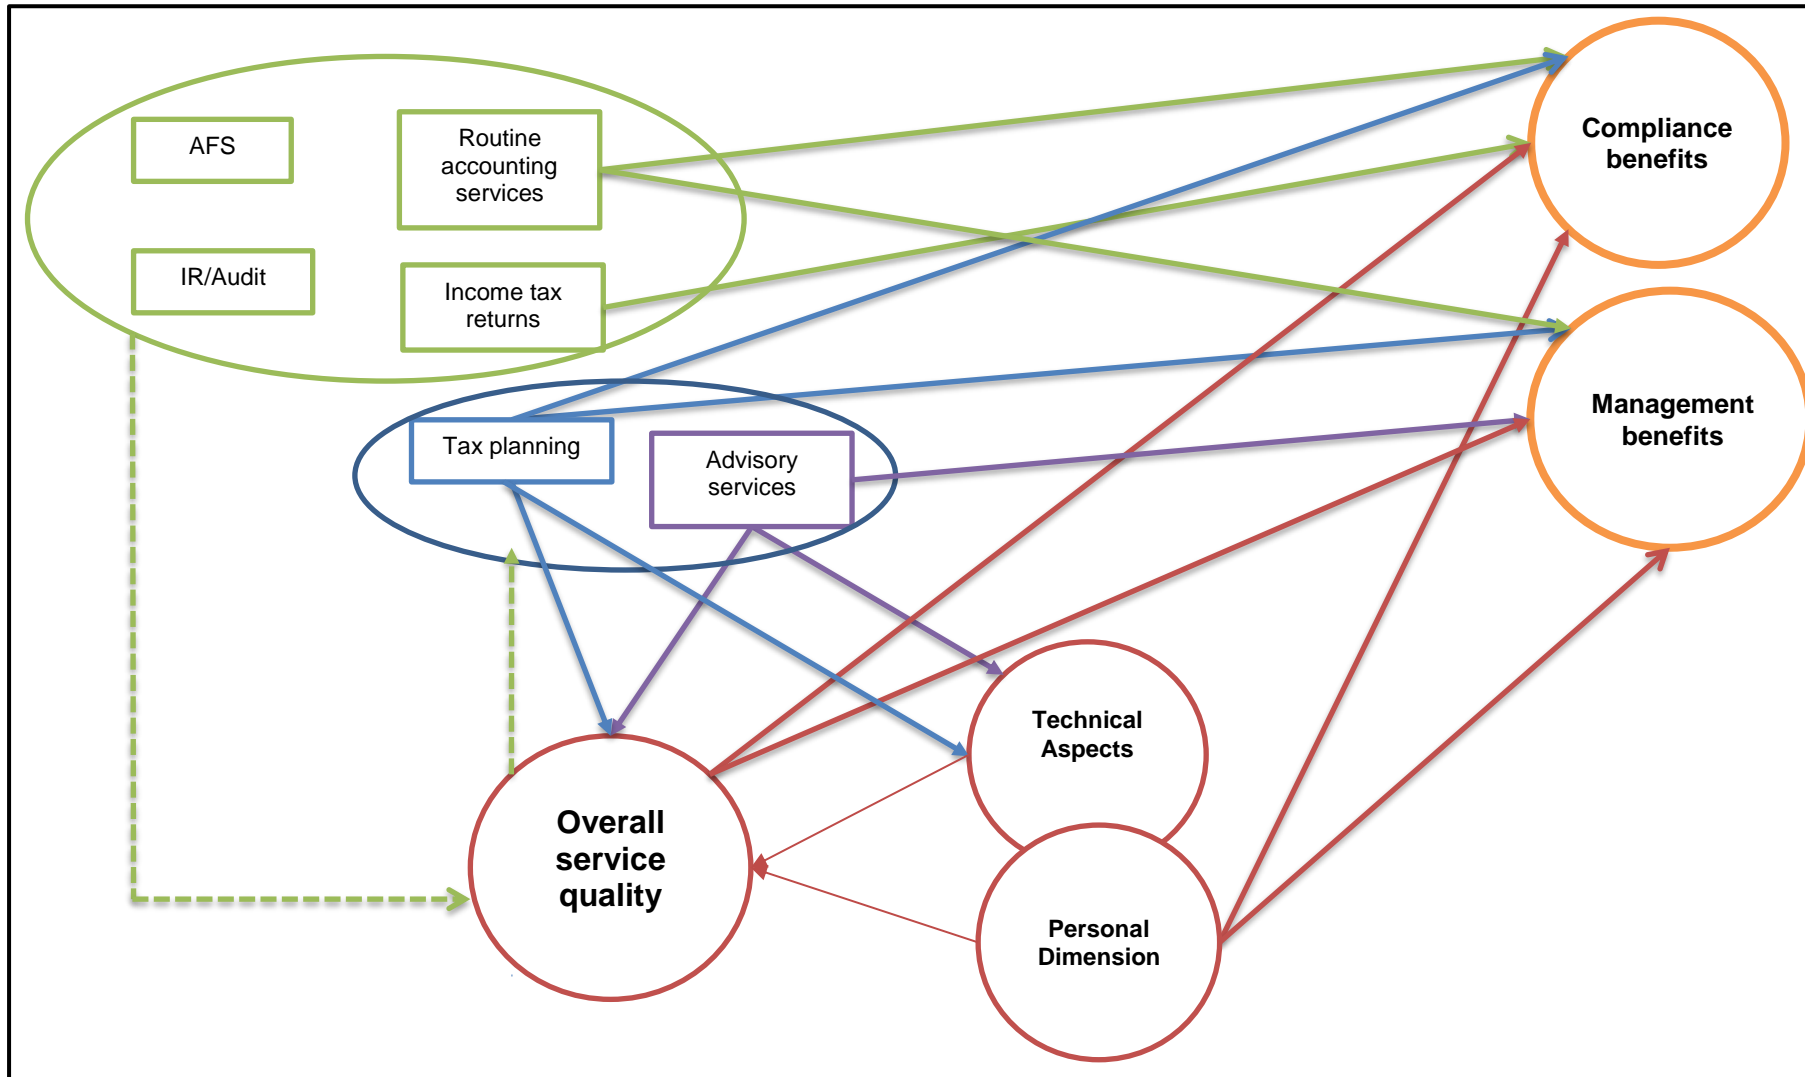 AFS
Routine
accounting
services
IR/Audit
Income tax
returns
Compliance
benefits
Management
benefits
Tax planning
Advisory
services
Technical
Aspects
Overall
service
quality
Personal
Dimension